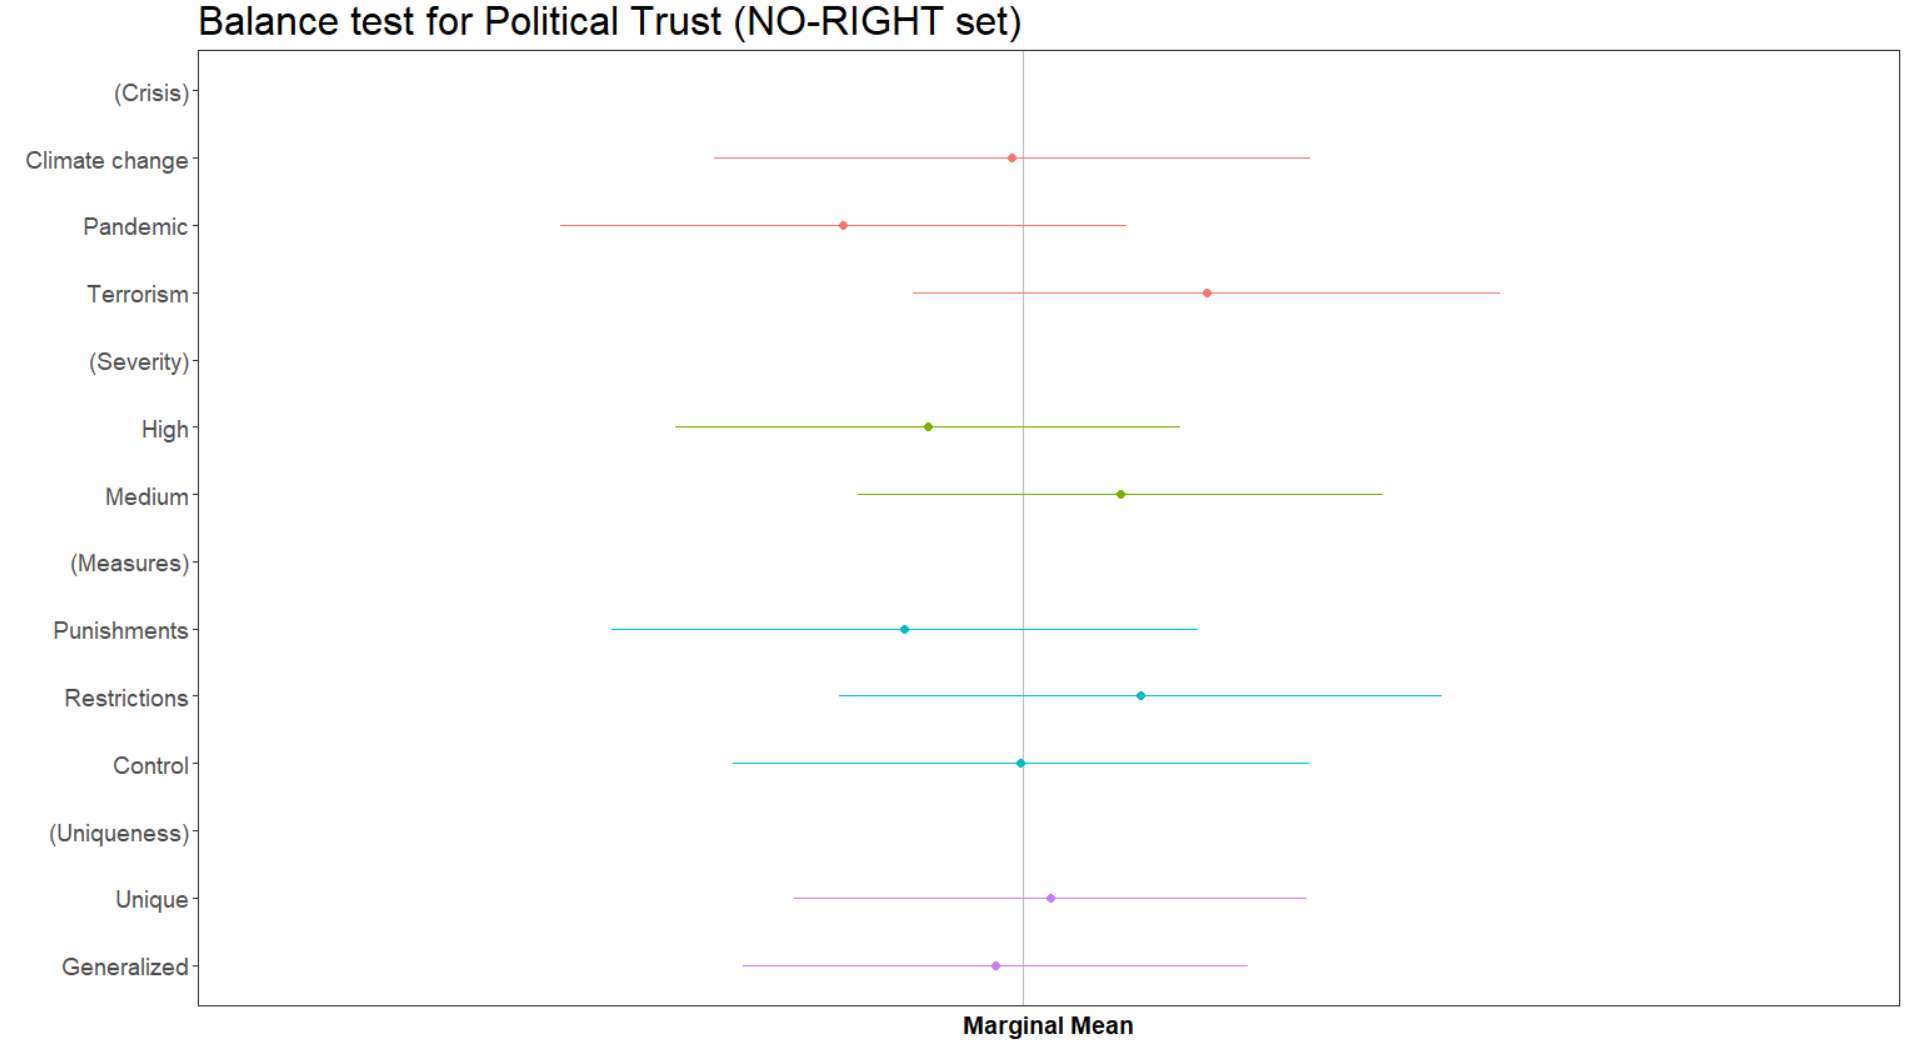 Balance test for Political Trust (NO-RIGHT set)
(Crisis)
Climate change
Pandemic
Terrorism
(Severity)
High
Medium
(Measures)
Punishments
Restrictions
Control
(Uniqueness)
Unique
Generalized
Marginal Mean